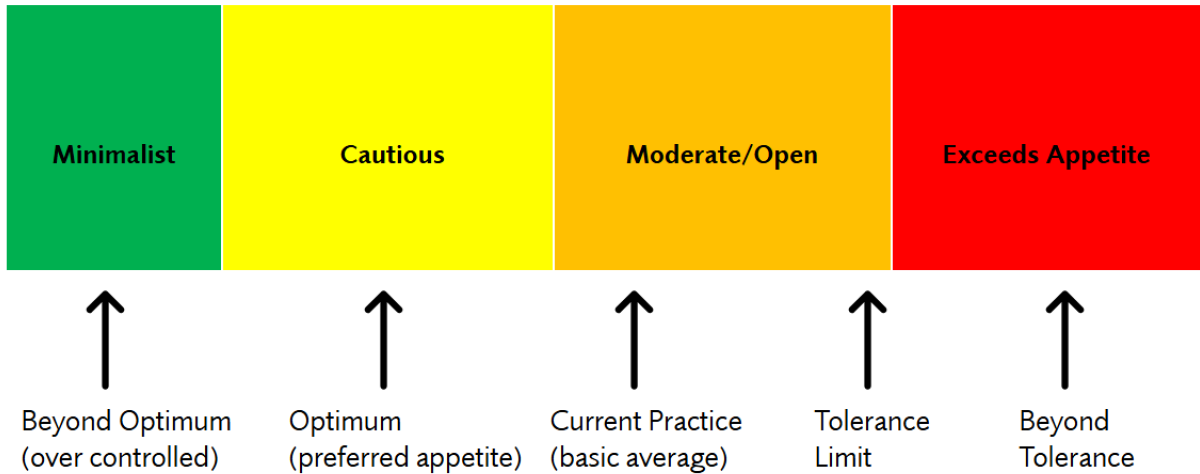 Minimalist
Cautious
Moderate/Open
Exceeds Appetite
Beyond Optimum
(over controlled)
Optimum
(preferred appetite)
Current Practice
(basic average)
Tolerance
Limit
Beyond
Tolerance